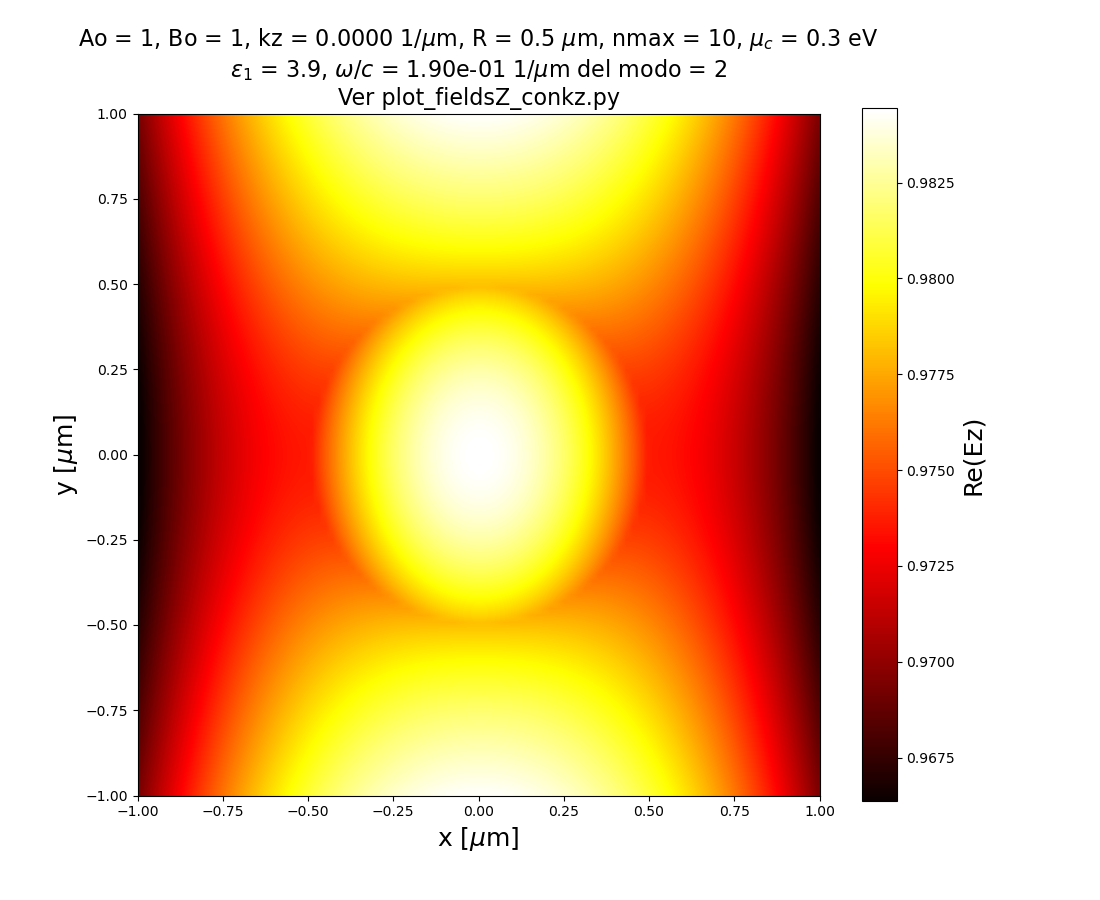 Ao = 1, Bo = 1, kz = 0.0000 1/μm, R = 0.5 μm, nmax = 10, μ_c = 0.3 eV
ε₁ = 3.9, ω/c = 1.90e-01 1/μm del modo = 2
Ver plot_fieldsZ_conkz.py
1.00
0.75
0.50
0.25
0.00
−0.25
−0.50
−0.75
−1.00
y [μm]
−1.00 −0.75 −0.50 −0.25 0.00 0.25 0.50 0.75 1.00
x [μm]
0.9825
0.9800
0.9775
0.9750
0.9725
0.9700
0.9675
Re(Ez)